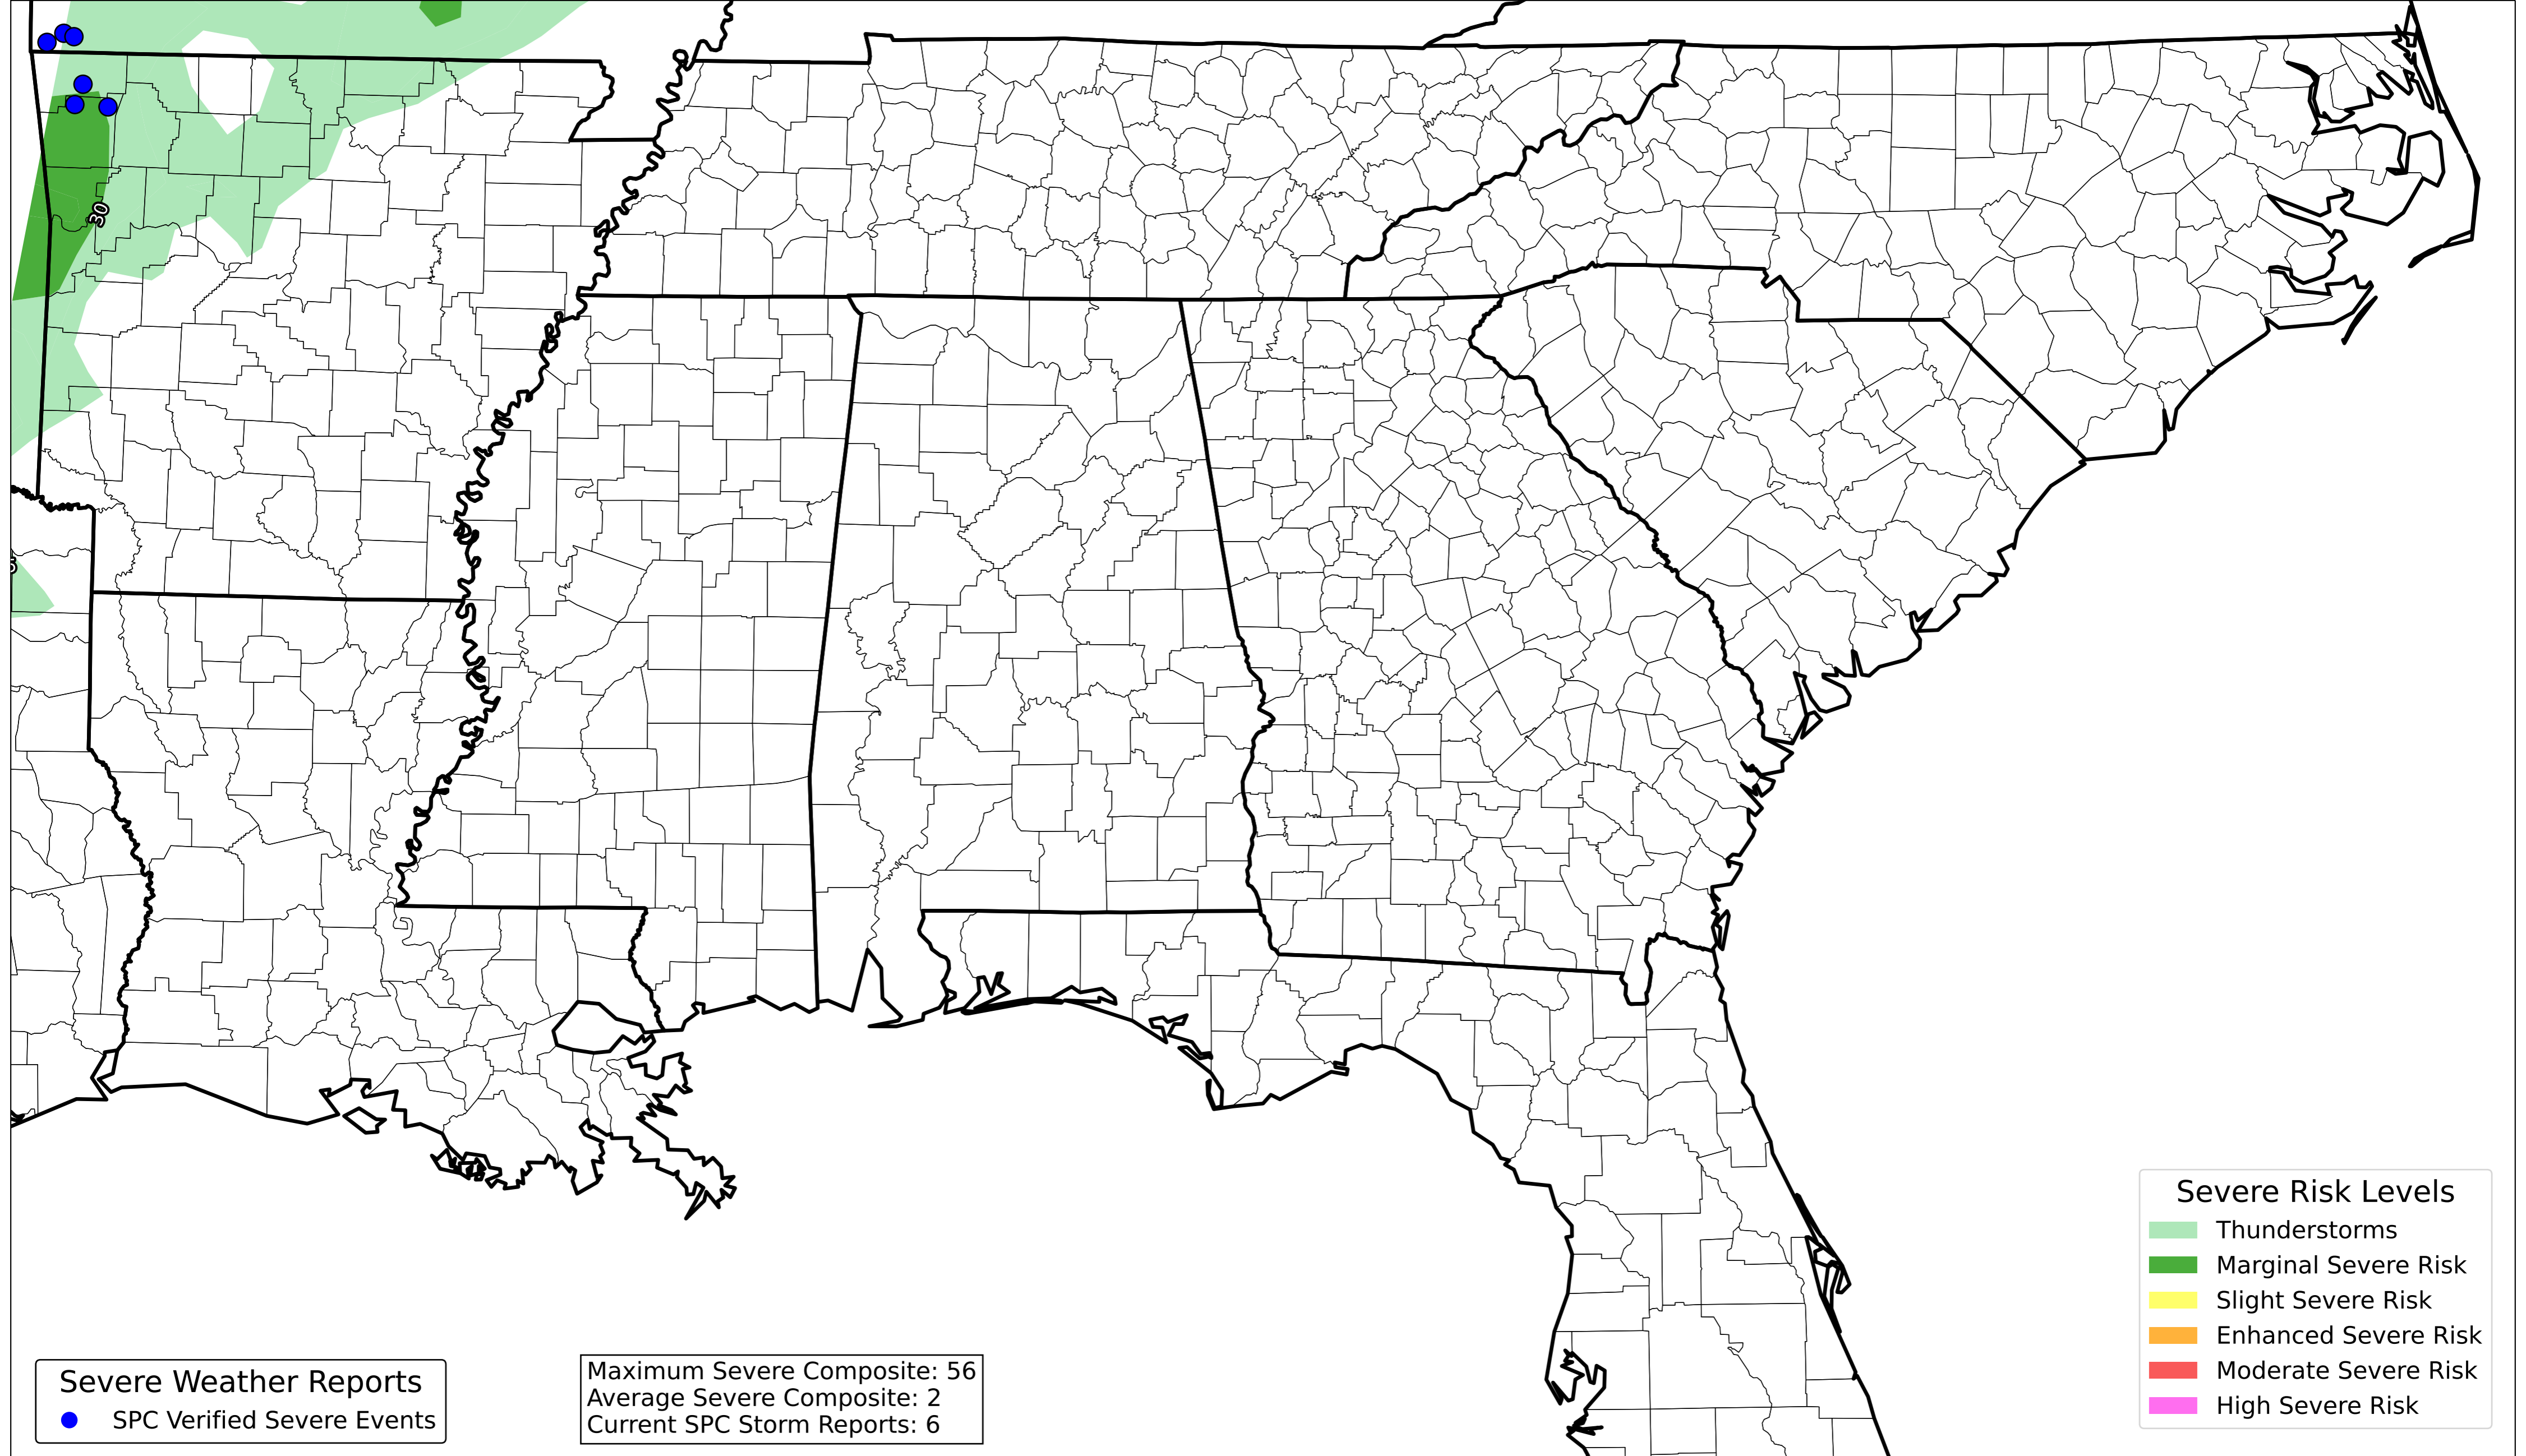 30
Severe Risk Levels
Thunderstorms
Marginal Severe Risk
Slight Severe Risk
Enhanced Severe Risk
Moderate Severe Risk
High Severe Risk
Severe Weather Reports
SPC Verified Severe Events
Maximum Severe Composite: 56
Average Severe Composite: 2
Current SPC Storm Reports: 6